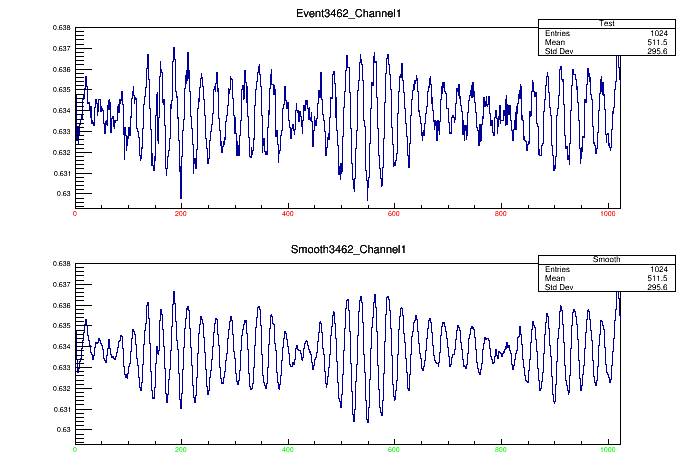 Event3462_Channel1
Test
Entries 1024
Mean 511.5
Std Dev 295.6
0.638
0.637
0.636
0.635
0.634
0.633
0.632
0.631
0.63
0 200 400 600 800 1000
Smooth3462_Channel1
Smooth
Entries 1024
Mean 511.5
Std Dev 295.6
0.638
0.637
0.636
0.635
0.634
0.633
0.632
0.631
0.63
0 200 400 600 800 1000